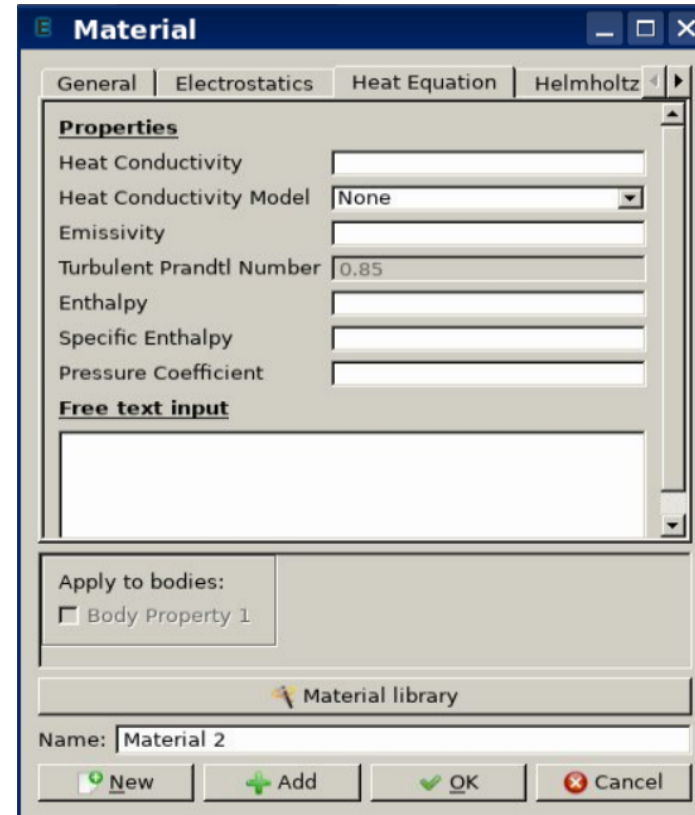 E Material
General Electrostatics Heat Equation Helmholtz
Properties
Heat Conductivity
Heat Conductivity Model None
Emissivity
Turbulent Prandtl Number 0.85
Enthalpy
Specific Enthalpy
Pressure Coefficient
Free text input
Apply to bodies:
Body Property 1
Material library
Name: Material 2
New Add OK Cancel